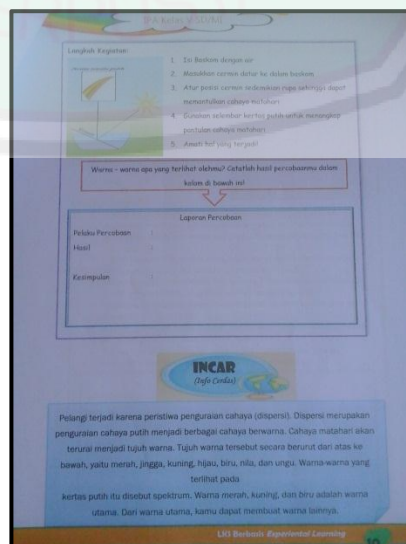 IPA Kelas V SD/MI
Langkah Kegiatan:
1. Isi Baskom dengan air
2. Masukkan cermin datar ke dalam baskom
3. Atur posisi cermin sedemikian rupa sehingga dapat
memantulkan cahaya matahari
4. Gunakan selembar kertas putih untuk menangkap
pantulan cahaya matahari
5. Amati hal yang terjadi!
Warna - warna apa yang terlihat olehmu? Catatlah hasil percobaanmu dalam
kolom di bawah ini!
Laporan Percobaan
Pelaku Percobaan :
Hasil :
Kesimpulan :
INCAR
(Info Cerdas)
Pelangi terjadi karena peristiwa penguraian cahaya (dispersi). Dispersi merupakan
penguraian cahaya putih menjadi berbagai cahaya berwarna. Cahaya matahari akan
terurai menjadi tujuh warna. Tujuh warna tersebut secara berurut dari atas ke
bawah, yaitu merah, jingga, kuning, hijau, biru, nila, dan ungu. Warna-warna yang
terlihat pada
kertas putih itu disebut spektrum. Warna merah, kuning, dan biru adalah warna
utama. Dari warna utama, kamu dapat membuat warna lainnya.
LKS Berbasis Experiential Learning
10